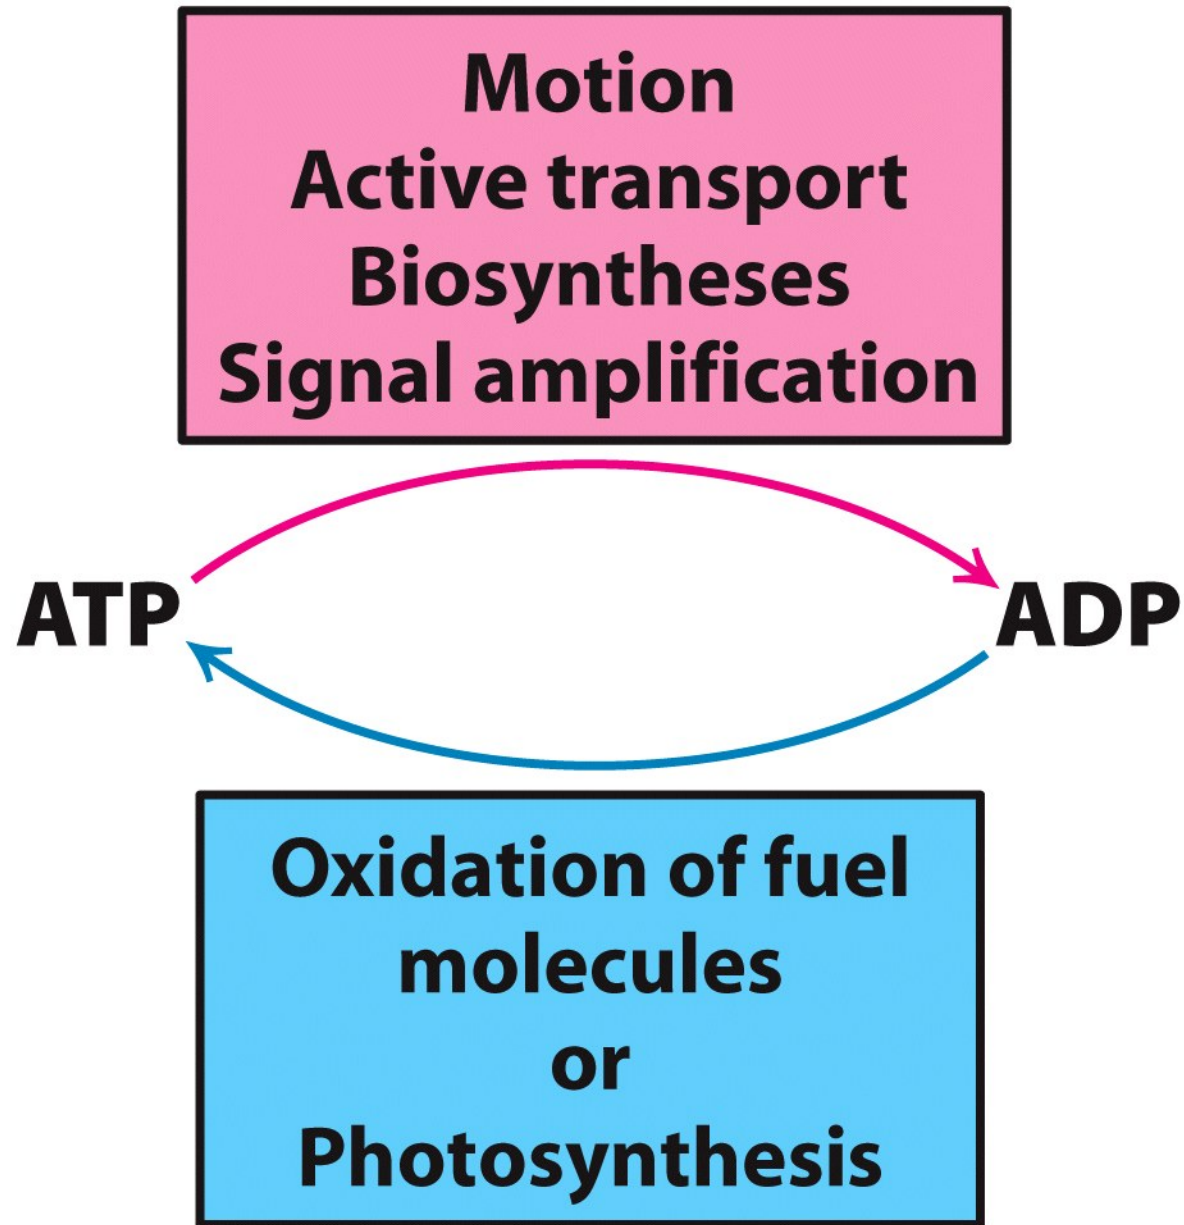 Motion
Active transport
Biosyntheses
Signal amplification
ATP
ADP
Oxidation of fuel
molecules
or
Photosynthesis